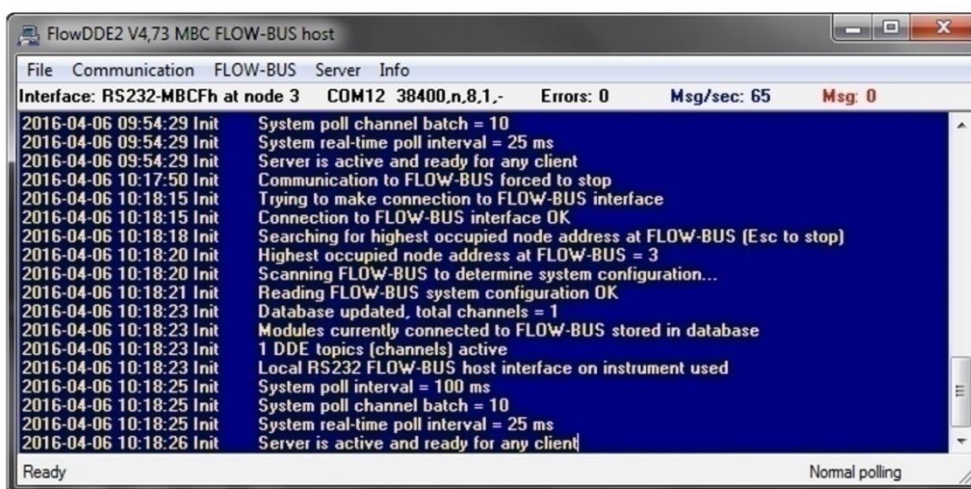 FlowDDE2 V4,73 MBC FLOW-BUS host
File Communication FLOW-BUS Server Info
Interface: RS232-MBCFh at node 3 COM12 38400,n,8,1,- Errors: 0 Msg/sec: 65 Msg: 0
2016-04-06 09:54:29 Init System poll channel batch = 10
2016-04-06 09:54:29 Init System real-time poll interval = 25 ms
2016-04-06 09:54:29 Init Server is active and ready for any client
2016-04-06 10:17:50 Init Communication to FLOW-BUS forced to stop
2016-04-06 10:18:15 Init Trying to make connection to FLOW-BUS interface
2016-04-06 10:18:15 Init Connection to FLOW-BUS interface OK
2016-04-06 10:18:18 Init Searching for highest occupied node address at FLOW-BUS (Esc to stop)
2016-04-06 10:18:20 Init Highest occupied node address at FLOW-BUS = 3
2016-04-06 10:18:20 Init Scanning FLOW-BUS to determine system configuration...
2016-04-06 10:18:21 Init Reading FLOW-BUS system configuration OK
2016-04-06 10:18:23 Init Database updated, total channels = 1
2016-04-06 10:18:23 Init Modules currently connected to FLOW-BUS stored in database
2016-04-06 10:18:23 Init 1 DDE topics (channels) active
2016-04-06 10:18:23 Init Local RS232 FLOW-BUS host interface on instrument used
2016-04-06 10:18:25 Init System poll interval = 100 ms
2016-04-06 10:18:25 Init System poll channel batch = 10
2016-04-06 10:18:25 Init System real-time poll interval = 25 ms
2016-04-06 10:18:26 Init Server is active and ready for any client
Ready Normal polling